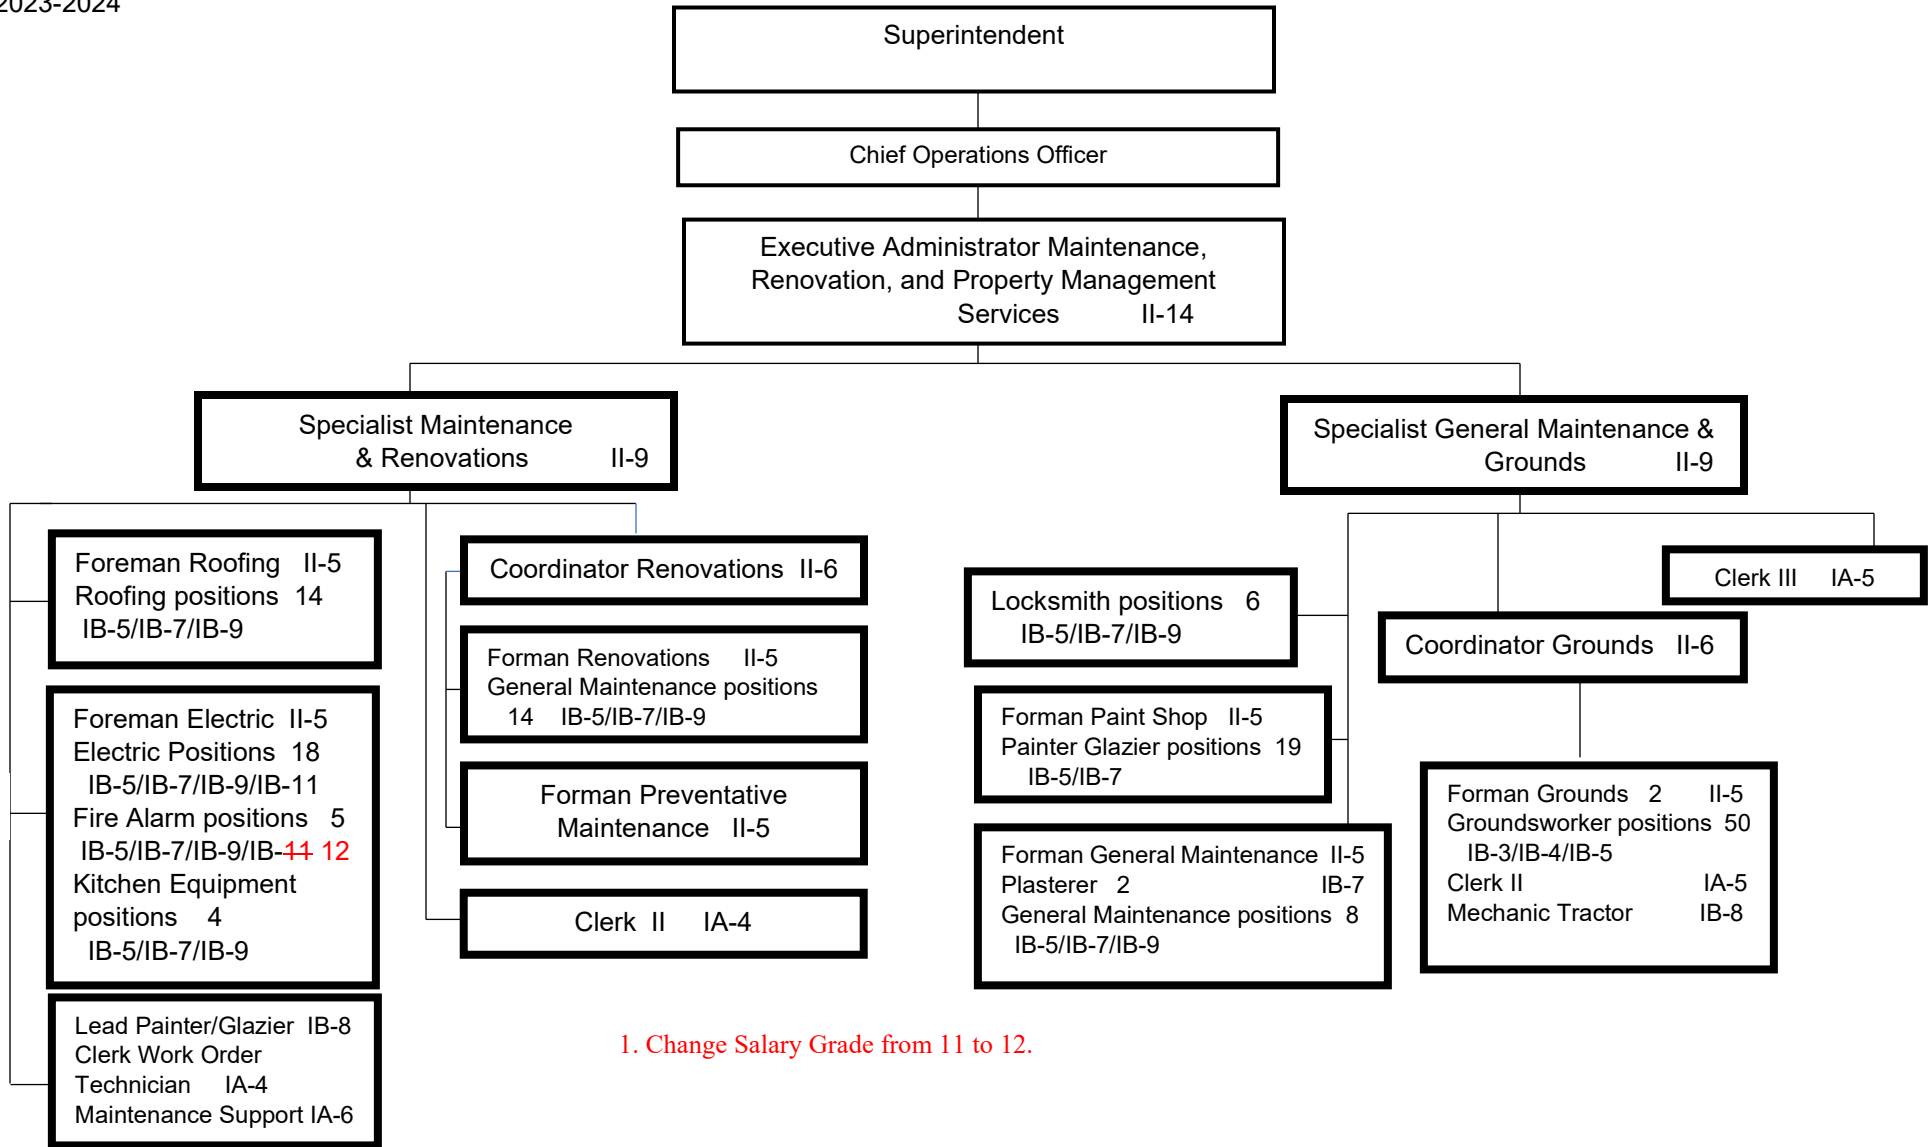 2023-2024
Superintendent
Chief Operations Officer
Executive Administrator Maintenance,
Renovation, and Property Management
Services II-14
Specialist Maintenance
& Renovations II-9
Specialist General Maintenance &
Grounds II-9
Foreman Roofing II-5
Roofing positions 14
IB-5/IB-7/IB-9
Foreman Electric II-5
Electric Positions 18
IB-5/IB-7/IB-9/IB-11
Fire Alarm positions 5
IB-5/IB-7/IB-9/IB-11 12
Kitchen Equipment
positions 4
IB-5/IB-7/IB-9
Lead Painter/Glazier IB-8
Clerk Work Order
Technician IA-4
Maintenance Support IA-6
Coordinator Renovations II-6
Forman Renovations II-5
General Maintenance positions
14 IB-5/IB-7/IB-9
Forman Preventative
Maintenance II-5
Clerk II IA-4
Locksmith positions 6
IB-5/IB-7/IB-9
Forman Paint Shop II-5
Painter Glazier positions 19
IB-5/IB-7
Forman General Maintenance II-5
Plasterer 2 IB-7
General Maintenance positions 8
IB-5/IB-7/IB-9
Clerk III IA-5
Coordinator Grounds II-6
Forman Grounds 2 II-5
Groundsworker positions 50
IB-3/IB-4/IB-5
Clerk II IA-5
Mechanic Tractor IB-8
1. Change Salary Grade from 11 to 12.